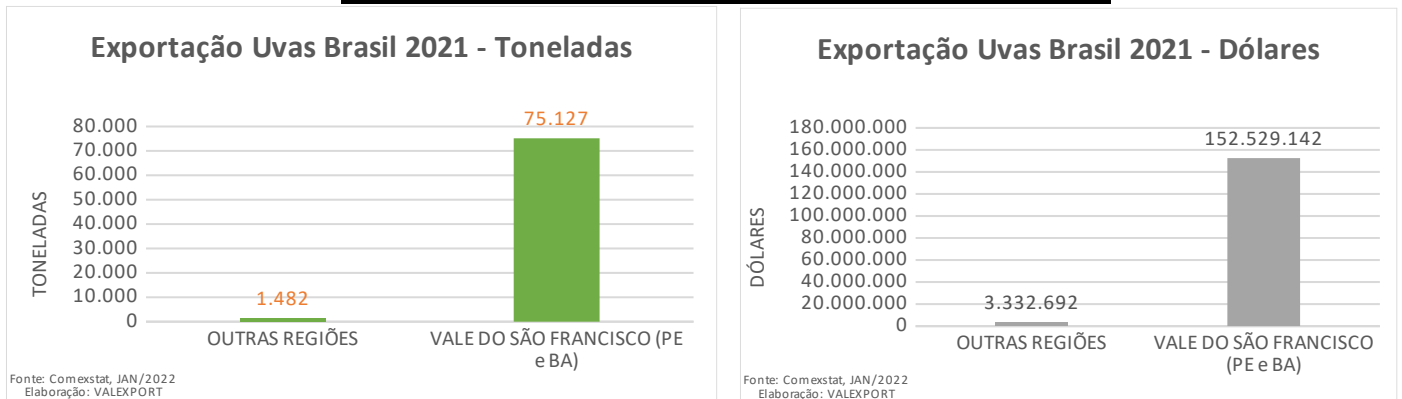 Exportação Uvas Brasil 2021 - Toneladas
TONELADAS
80.000
70.000
60.000
50.000
40.000
30.000
20.000
10.000
0
1.482
75.127
OUTRAS REGIÕES
VALE DO SÃO FRANCISCO (PE
e BA)
Fonte: Comexstat, JAN/2022
Elaboração: VALEXPORT
Exportação Uvas Brasil 2021 - Dólares
DÓLARES
180.000.000
160.000.000
140.000.000
120.000.000
100.000.000
80.000.000
60.000.000
40.000.000
20.000.000
0
3.332.692
152.529.142
OUTRAS REGIÕES
VALE DO SÃO FRANCISCO
(PE e BA)
Fonte: Comexstat, JAN/2022
Elaboração: VALEXPORT